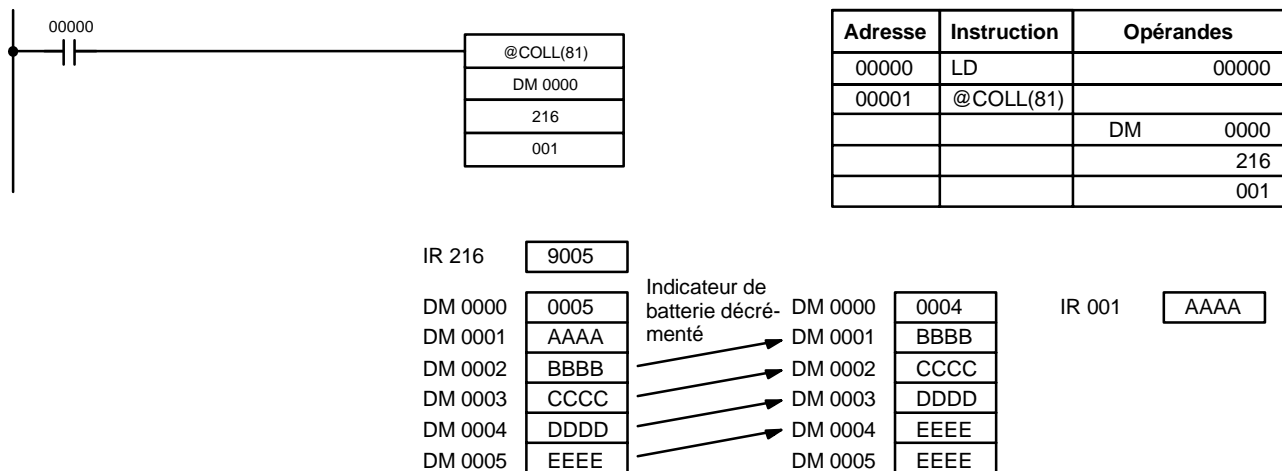 00000
@COLL(81)
DM 0000
216
001
Adresse Instruction Opérandes
00000 LD 00000
00001 @COLL(81)
DM 0000
216
001
IR 216 9005
Indicateur de
batterie décré-
menté
DM 0000 0005 DM 0000 0004 IR 001 AAAA
DM 0001 AAAA DM 0001 BBBB
DM 0002 BBBB DM 0002 CCCC
DM 0003 CCCC DM 0003 DDDD
DM 0004 DDDD DM 0004 EEEE
DM 0005 EEEE DM 0005 EEEE